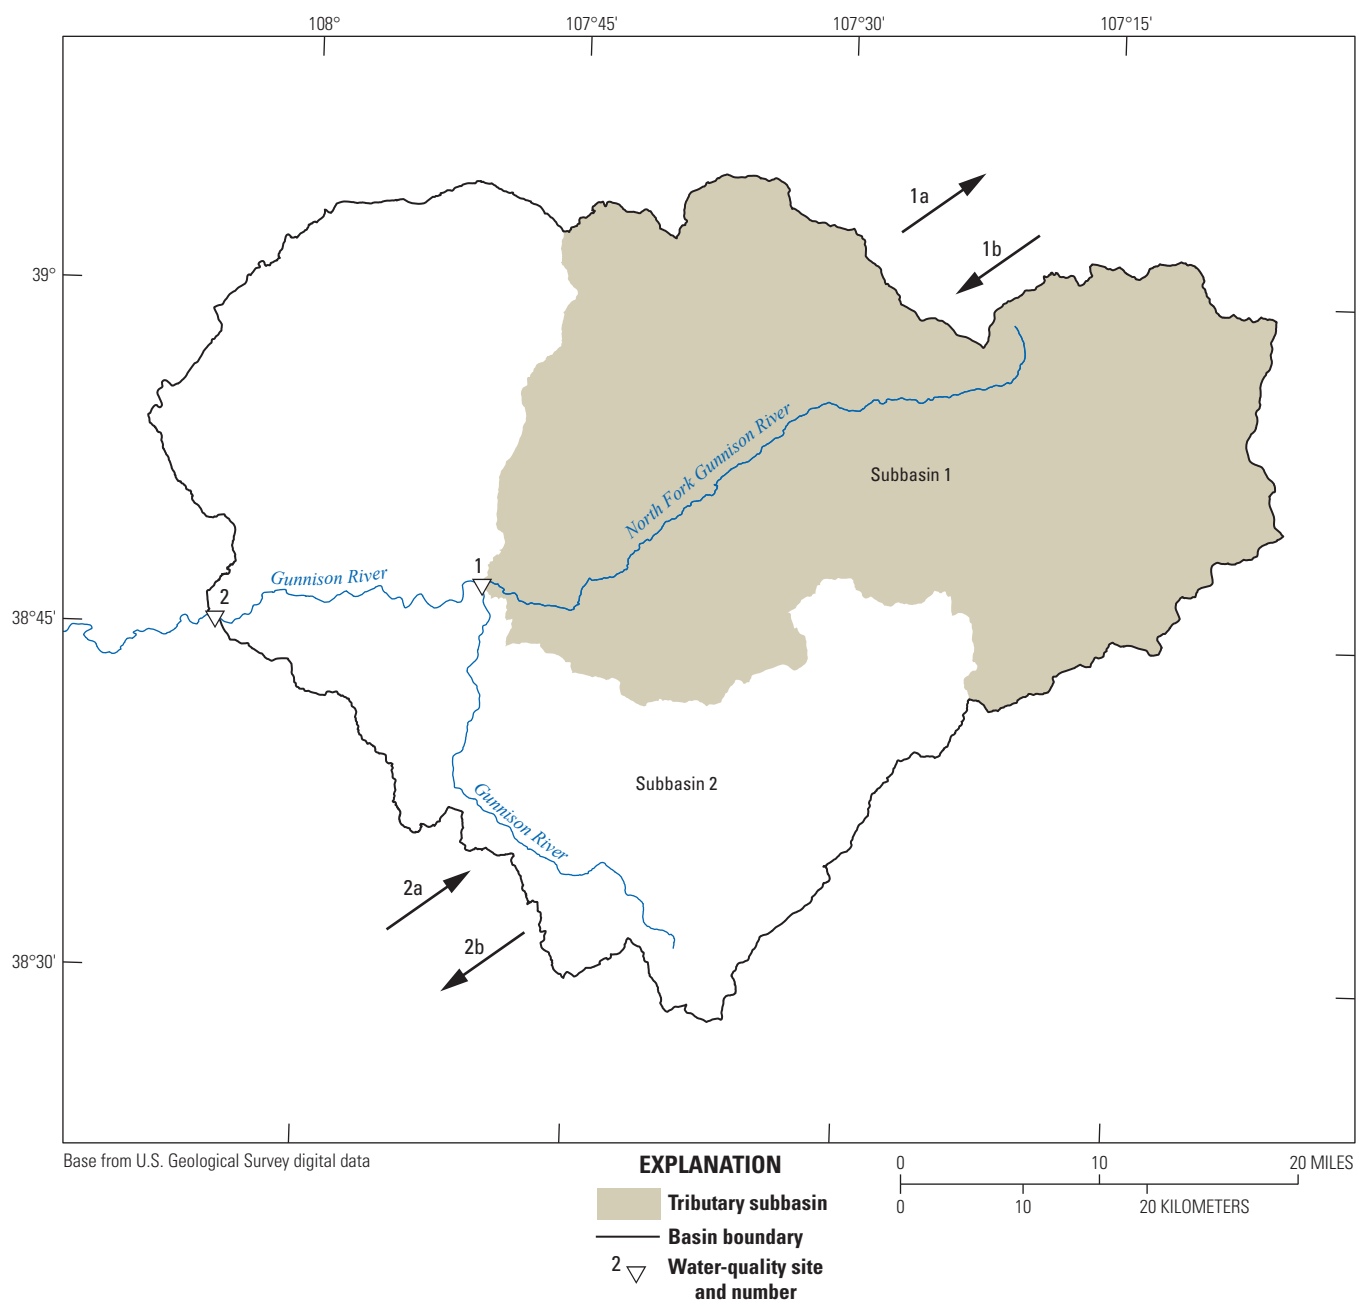 108°
107°45'
107°30'
107°15'
1a
1b
39°
North Fork Gunnison River
Subbasin 1
1
Gunnison River
2
38°45'
Subbasin 2
Gunnison River
2a
2b
38°30'
Base from U.S. Geological Survey digital data
EXPLANATION
Tributary subbasin
Basin boundary
2
Water-quality site
and number
0 10 20 MILES
0 10 20 KILOMETERS